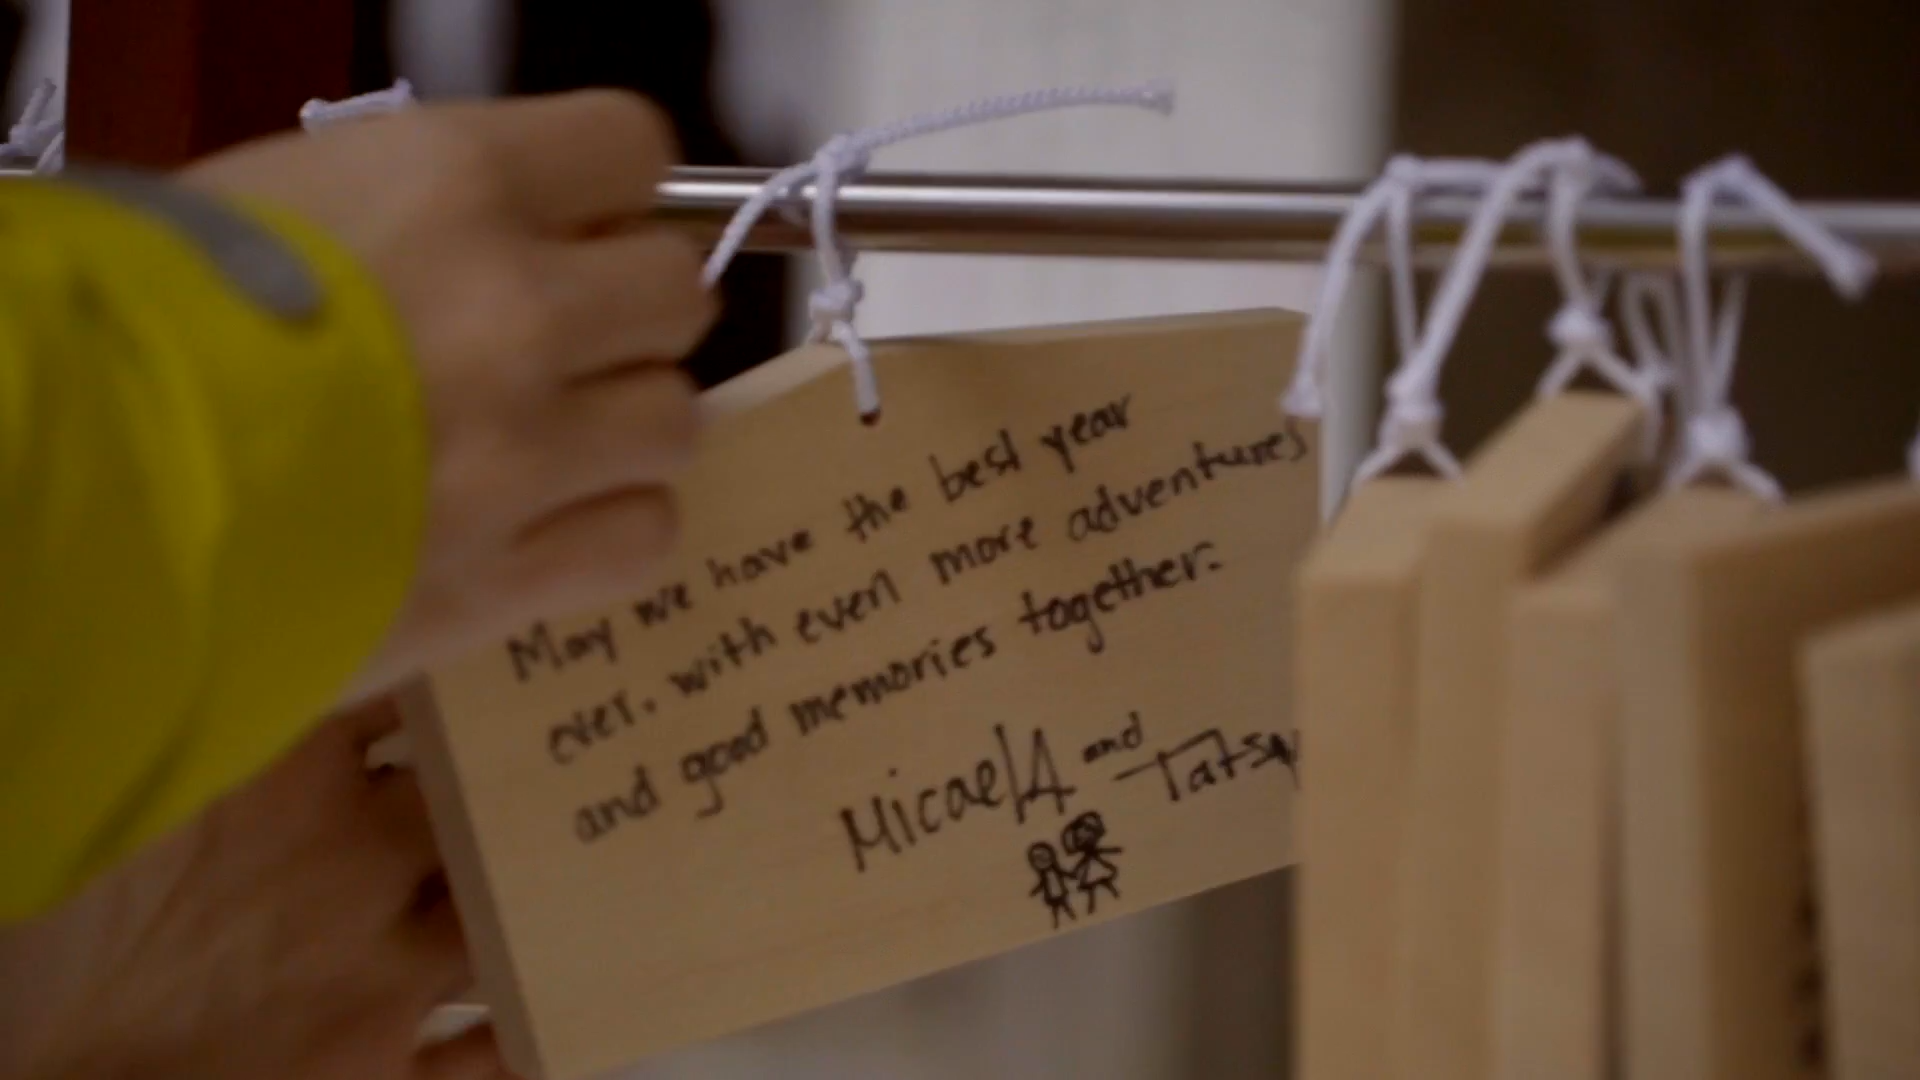 May we have the best year
ever. with even more adventures
and good memories together.
MicaelA and